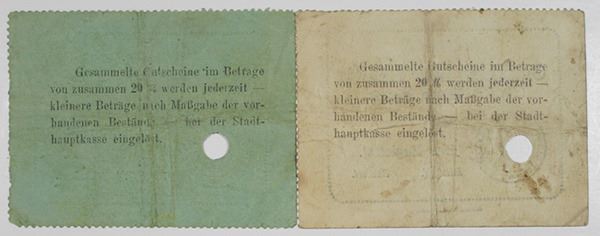 Gesammelte Gutscheine im Betrage
von zusammen 20 ℳ werden jederzeit —
kleinere Beträge nach Maßgabe der vor-
handenen Bestände — bei der Stadt-
hauptkasse eingelöst.
Gesammelte Gutscheine im Betrage
von zusammen 20 ℳ werden jederzeit —
kleinere Beträge nach Maßgabe der vor-
handenen Bestände — bei der Stadt-
hauptkasse eingelöst.